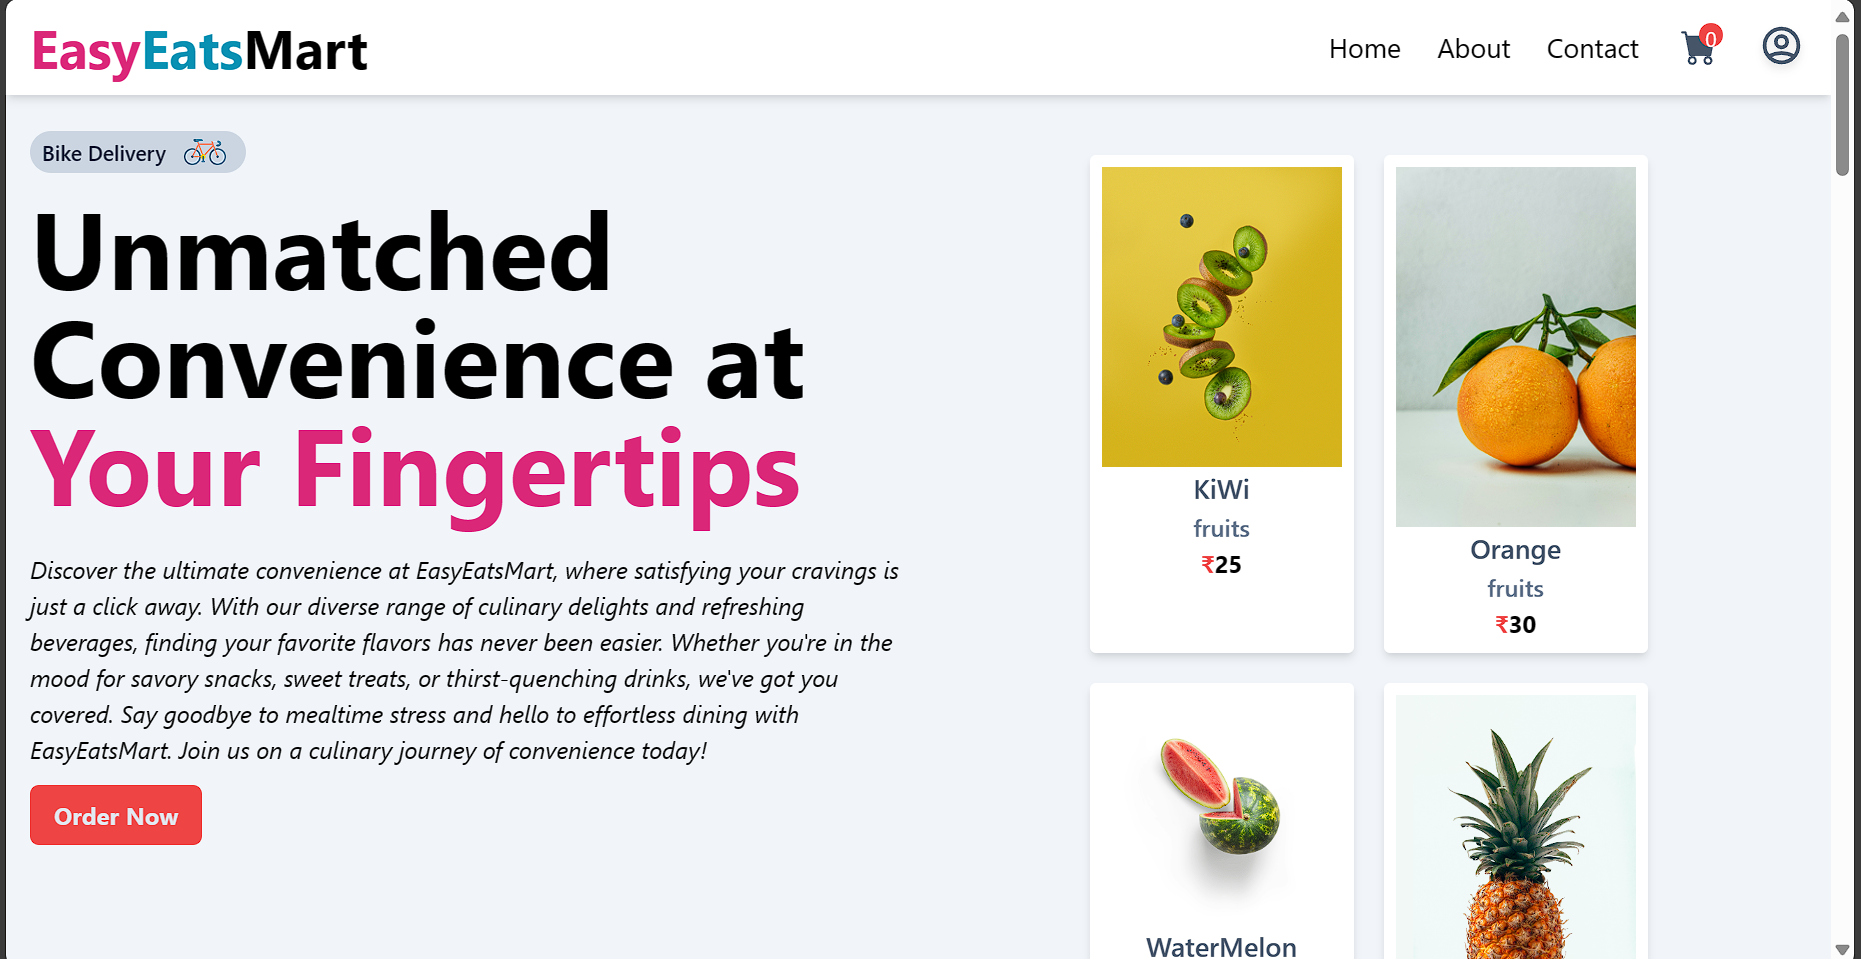 EasyEatsMart
Home
About
Contact
0
Bike Delivery
Unmatched
Convenience at
Your Fingertips
Discover the ultimate convenience at EasyEatsMart, where satisfying your cravings is
just a click away. With our diverse range of culinary delights and refreshing
beverages, finding your favorite flavors has never been easier. Whether you're in the
mood for savory snacks, sweet treats, or thirst-quenching drinks, we've got you
covered. Say goodbye to mealtime stress and hello to effortless dining with
EasyEatsMart. Join us on a culinary journey of convenience today!
Order Now
KiWi
fruits
₹25
Orange
fruits
₹30
WaterMelon